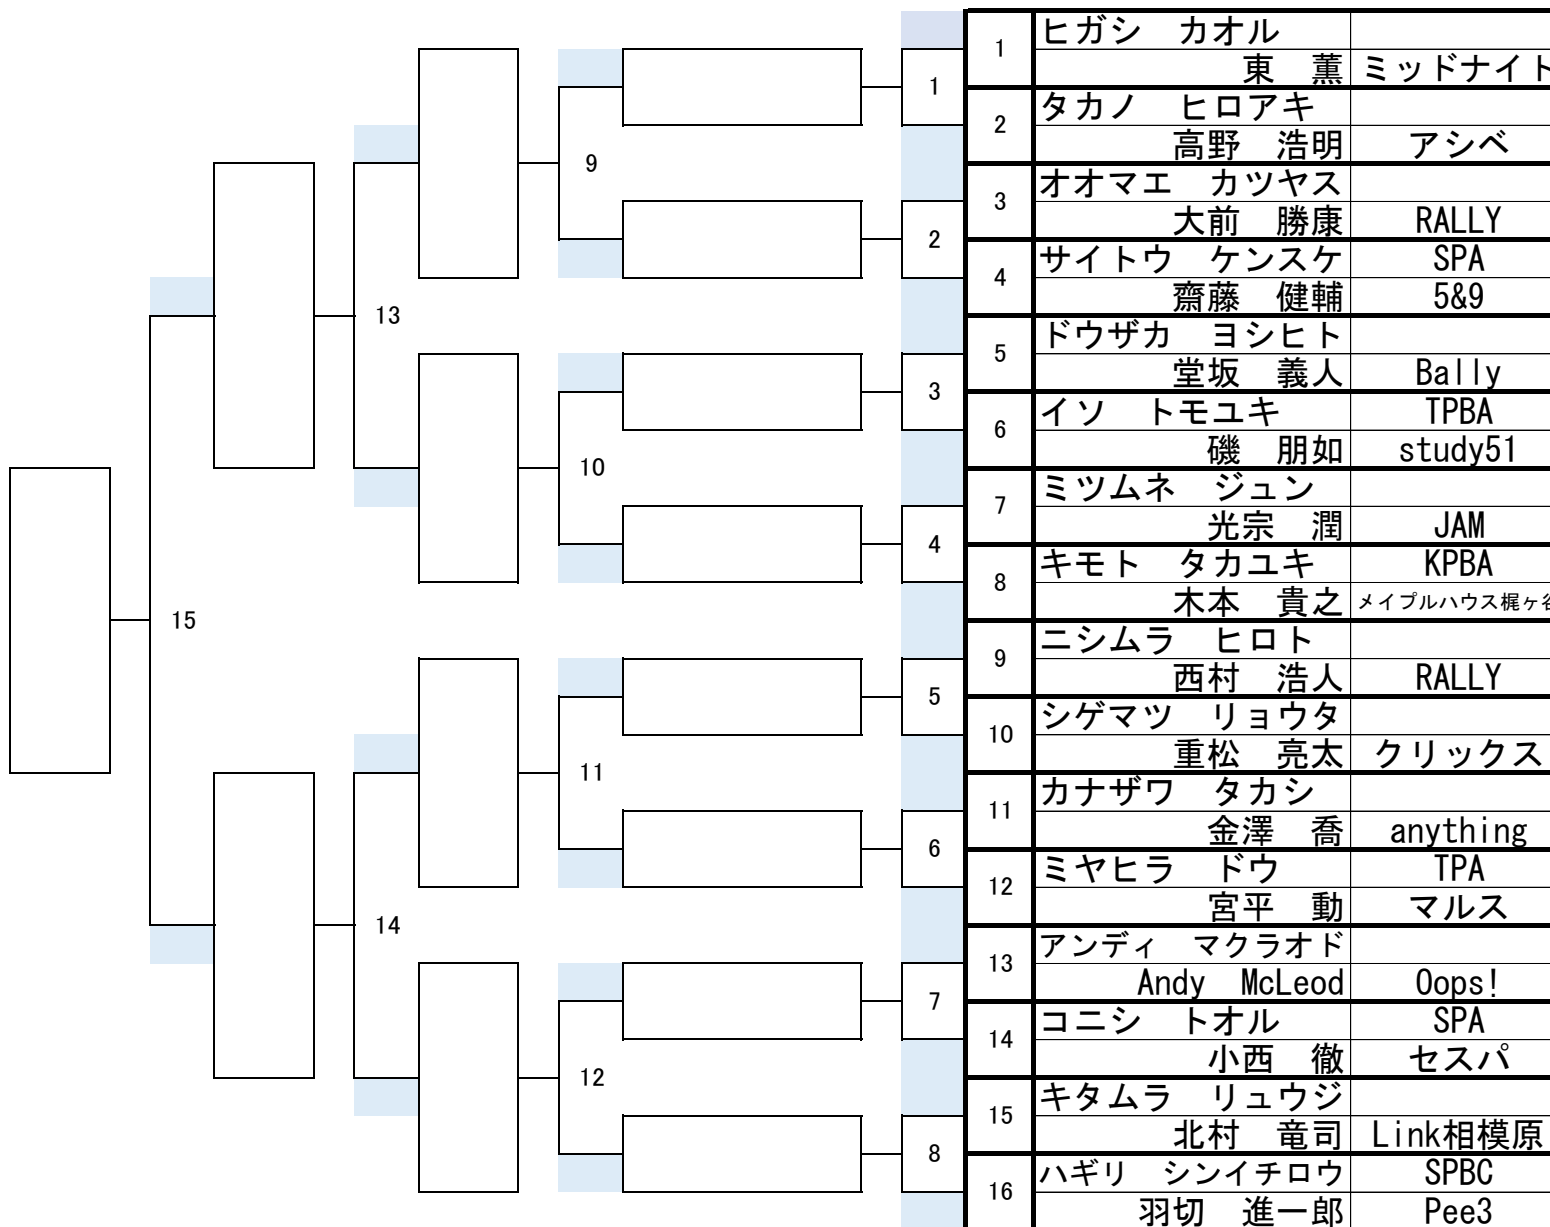 1 ヒガシ カオル
東 薫 ミッドナイト
2 タカノ ヒロアキ
高野 浩明 アシベ
3 オオマエ カツヤス
大前 勝康 RALLY
4 サイトウ ケンスケ SPA
齋藤 健輔 5&9
5 ドウザカ ヨシヒト
堂坂 義人 Bally
6 イソ トモユキ TPBA
磯 朋如 study51
7 ミツムネ ジュン
光宗 潤 JAM
8 キモト タカユキ KPBA
木本 貴之 メイプルハウス梶ヶ谷
9 ニシムラ ヒロト
西村 浩人 RALLY
10 シゲマツ リョウタ
重松 亮太 クリックス
11 カナザワ タカシ
金澤 喬 anything
12 ミヤヒラ ドウ TPA
宮平 動 マルス
13 アンディ マクラオド
Andy McLeod Oops!
14 コニシ トオル SPA
小西 徹 セスパ
15 キタムラ リュウジ
北村 竜司 Link相模原
16 ハギリ シンイチロウ SPBC
羽切 進一郎 Pee3
1
2
3
4
5
6
7
8
9
10
11
12
13
14
15